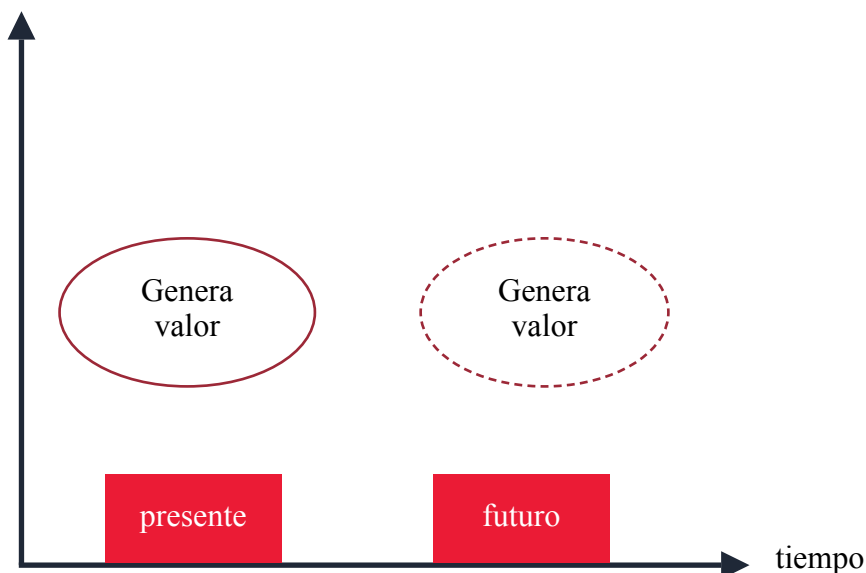 Genera
valor
Genera
valor
presente
futuro
tiempo